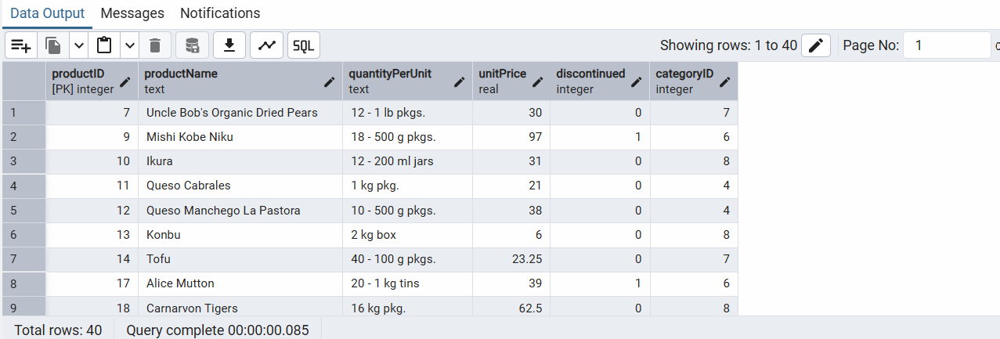 Data Output Messages Notifications
SQL Showing rows: 1 to 40 Page No: 1
productID productName quantityPerUnit unitPrice discontinued categoryID
[PK] integer text text real integer integer
1 7 Uncle Bob's Organic Dried Pears 12 - 1 lb pkgs. 30 0 7
2 9 Mishi Kobe Niku 18 - 500 g pkgs. 97 1 6
3 10 Ikura 12 - 200 ml jars 31 0 8
4 11 Queso Cabrales 1 kg pkg. 21 0 4
5 12 Queso Manchego La Pastora 10 - 500 g pkgs. 38 0 4
6 13 Konbu 2 kg box 6 0 8
7 14 Tofu 40 - 100 g pkgs. 23.25 0 7
8 17 Alice Mutton 20 - 1 kg tins 39 1 6
9 18 Carnarvon Tigers 16 kg pkg. 62.5 0 8
Total rows: 40 Query complete 00:00:00.085